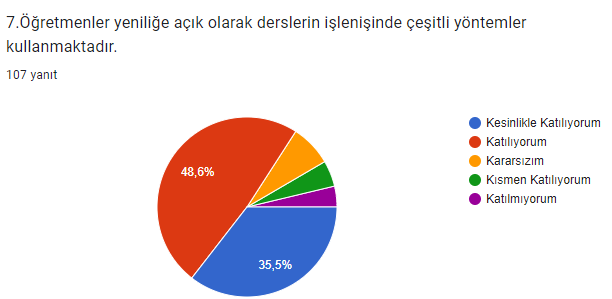 7.Öğretmenler yeniliğe açık olarak derslerin işlenişinde çeşitli yöntemler
kullanmaktadır.
107 yanıt
Kesinlikle Katılıyorum
Katılıyorum
Kararsızım
Kısmen Katılıyorum
Katılmıyorum
48,6%
35,5%